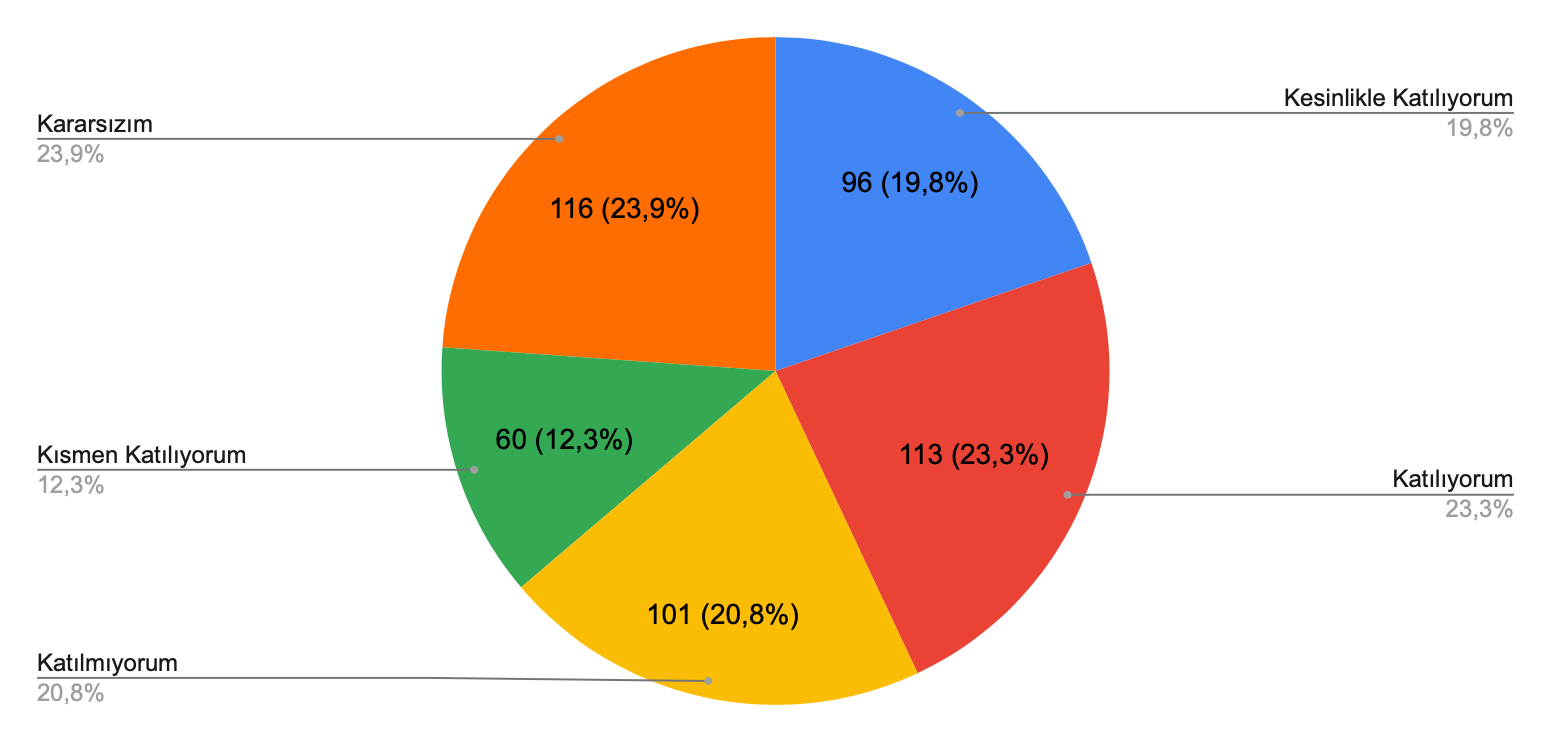 Kararsızım
23,9%
Kesinlikle Katılıyorum
19,8%
116 (23,9%)
96 (19,8%)
Kısmen Katılıyorum
12,3%
60 (12,3%)
113 (23,3%)
Katılıyorum
23,3%
101 (20,8%)
Katılmıyorum
20,8%